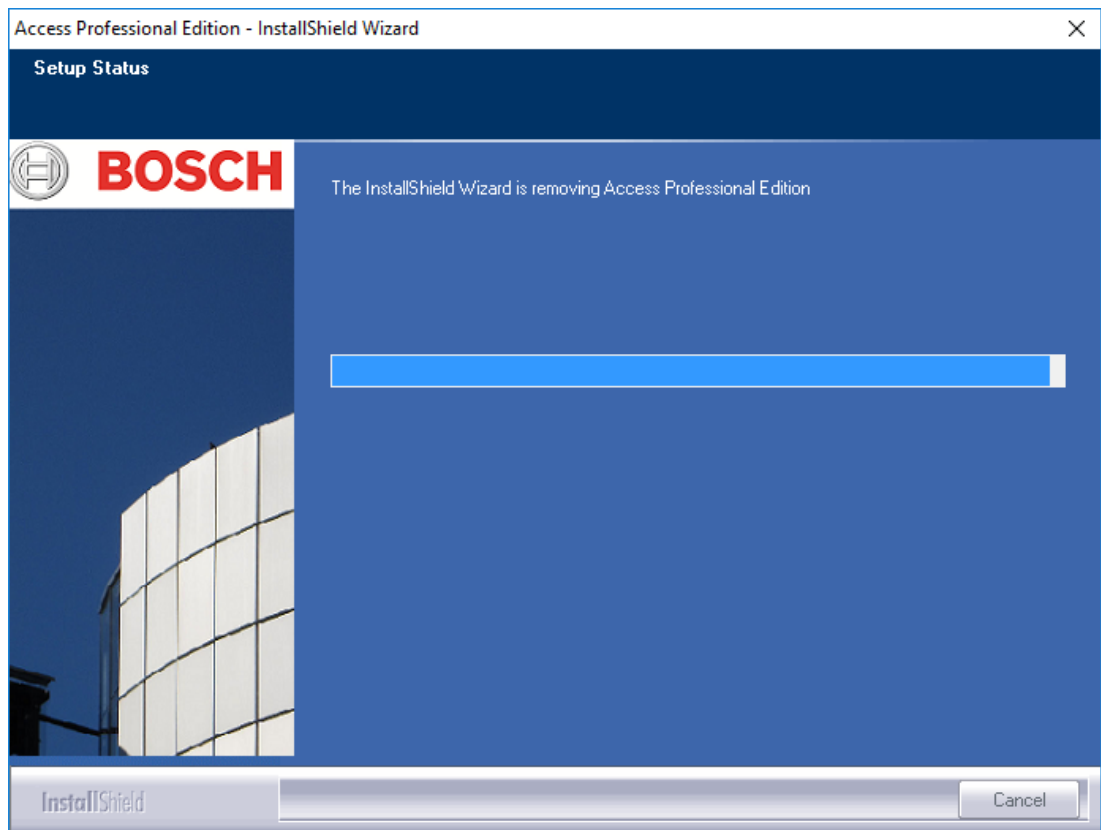 Access Professional Edition - InstallShield Wizard
Setup Status
BOSCH
The InstallShield Wizard is removing Access Professional Edition
InstallShield
Cancel